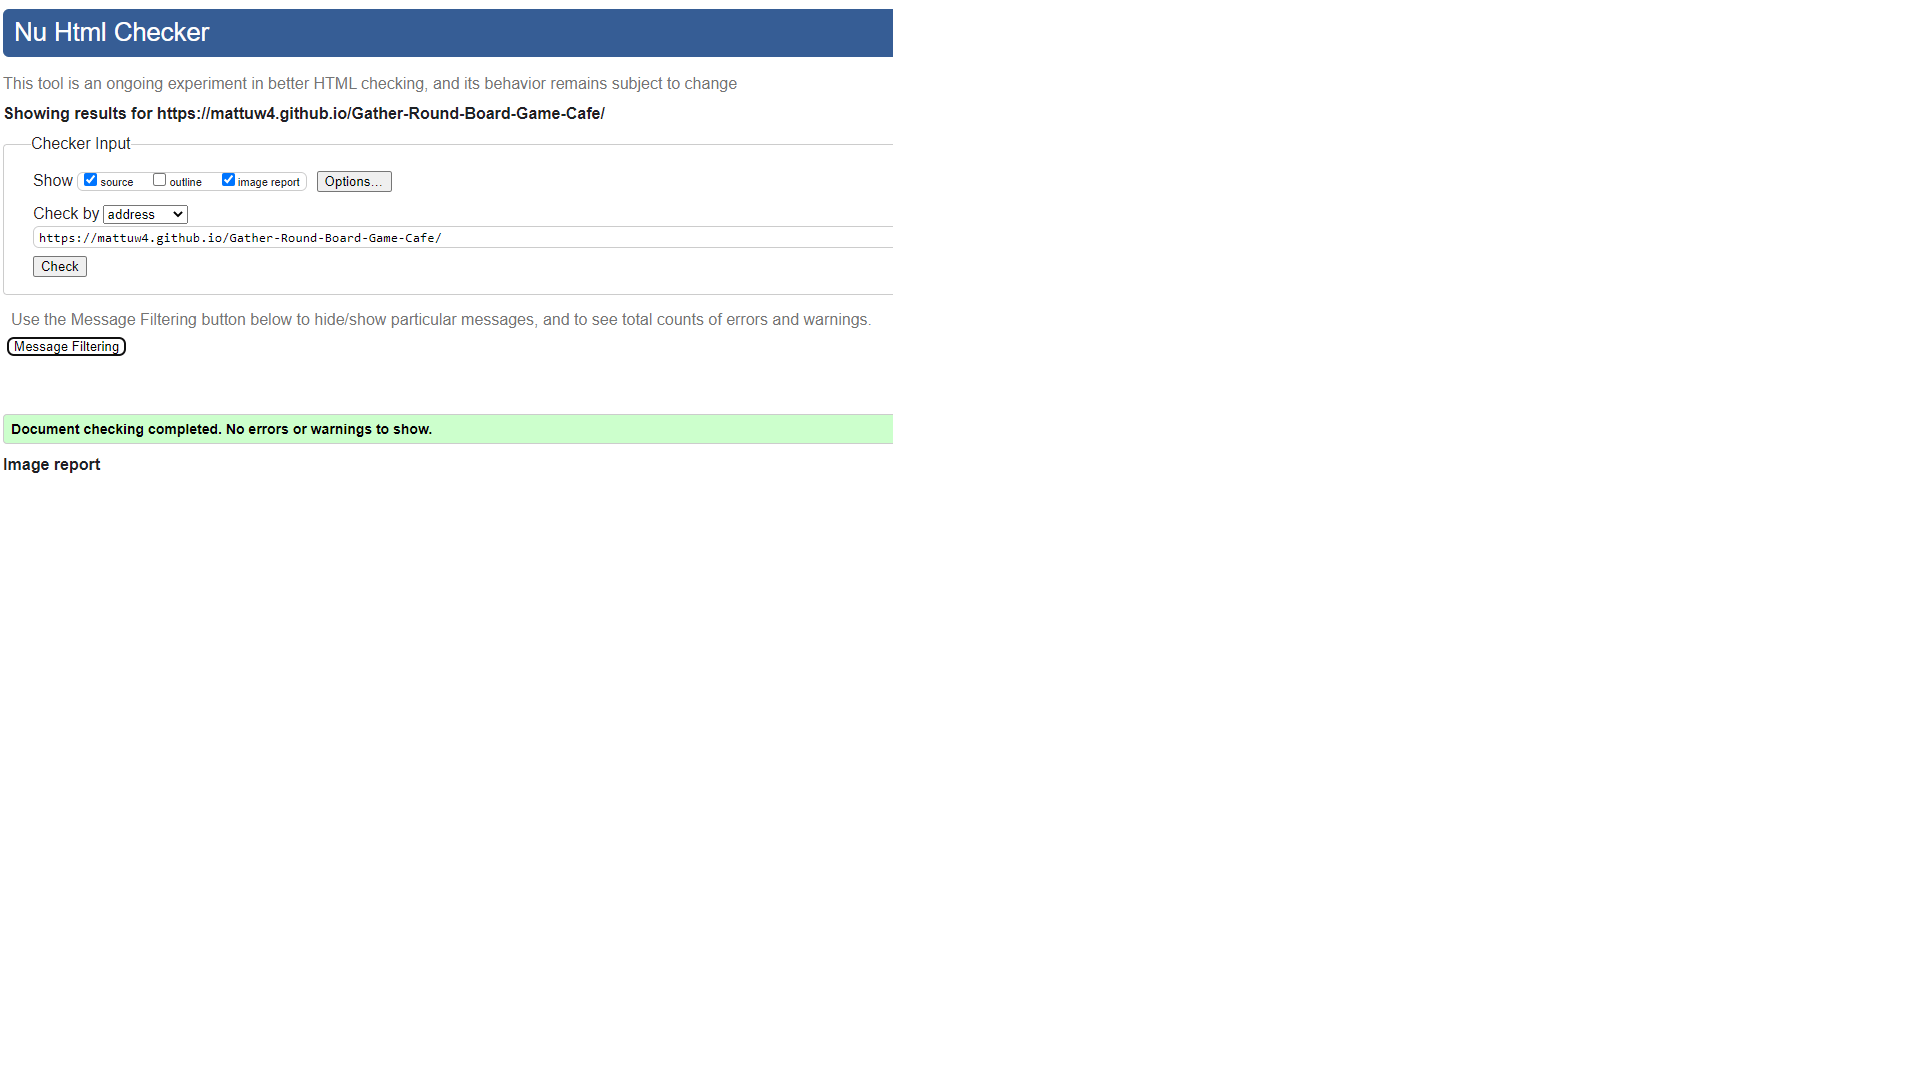 Nu Html Checker
This tool is an ongoing experiment in better HTML checking, and its behavior remains subject to change
Showing results for https://mattuw4.github.io/Gather-Round-Board-Game-Cafe/
Checker Input
Show source outline image report Options...
Check by address
https://mattuw4.github.io/Gather-Round-Board-Game-Cafe/
Check
Use the Message Filtering button below to hide/show particular messages, and to see total counts of errors and warnings.
Message Filtering
Document checking completed. No errors or warnings to show.
Image report